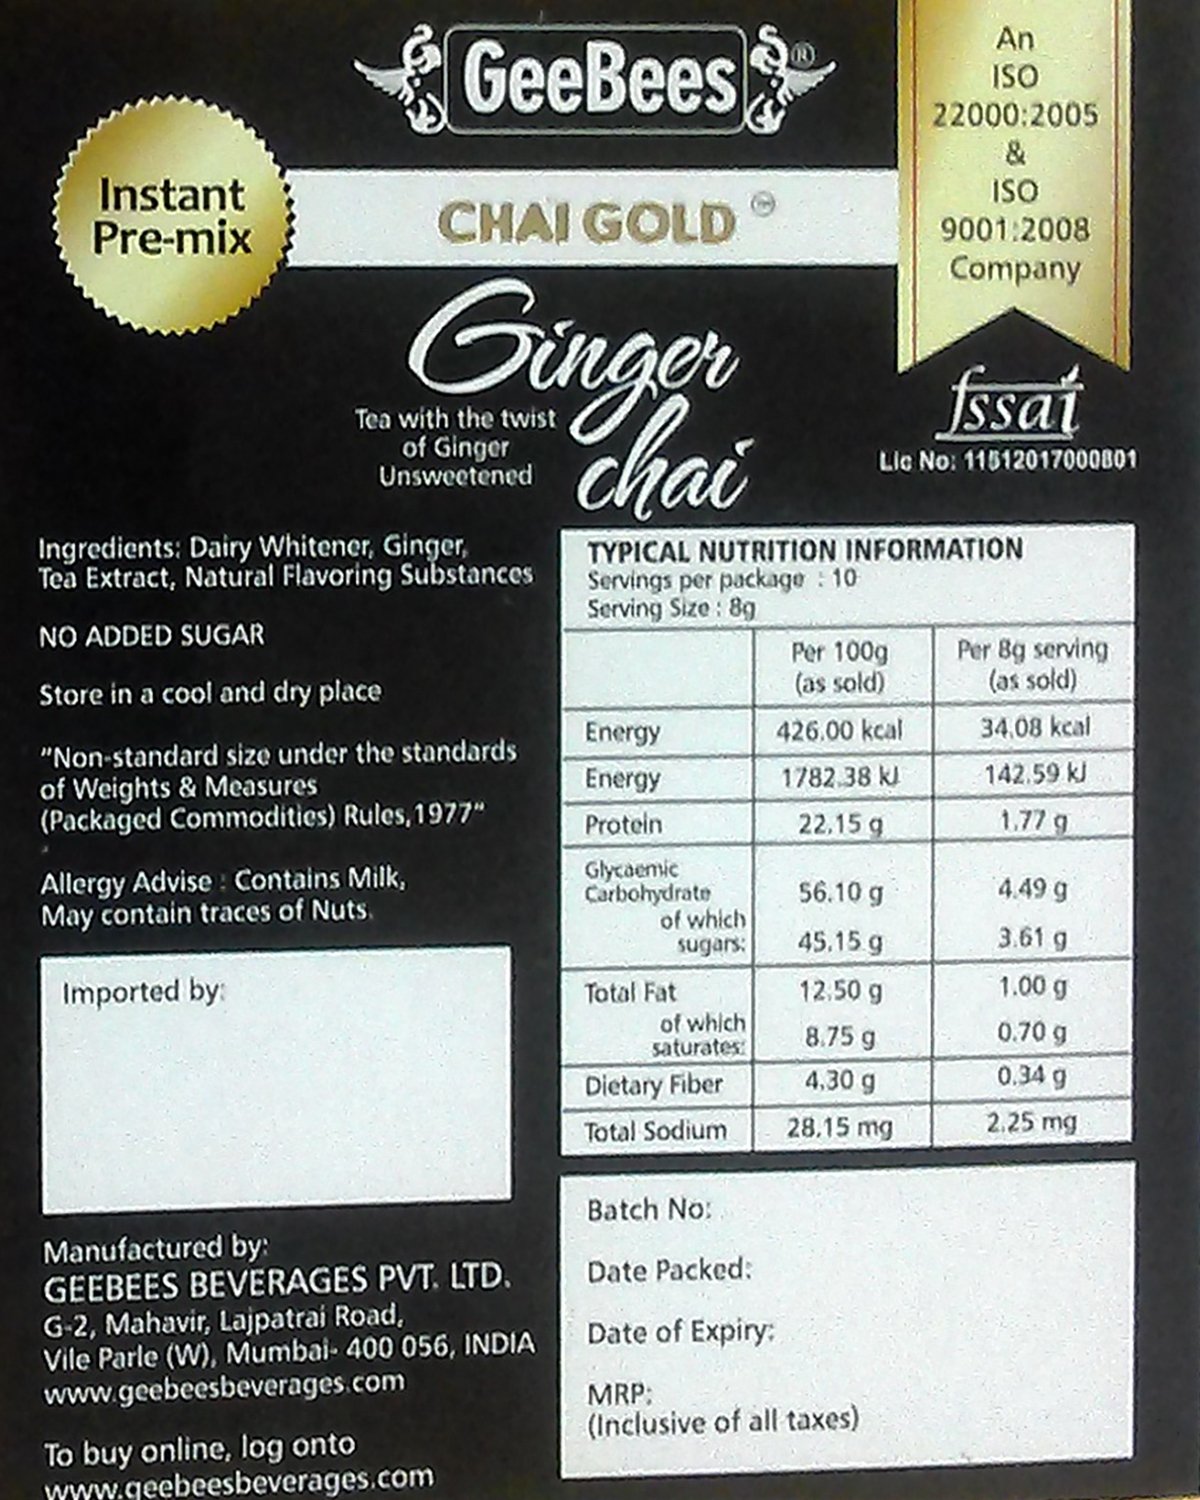 GeeBees ®
An
ISO
22000:2005
&
ISO
9001:2008
Company
Instant
Pre-mix
CHAI GOLD ™
Ginger
chai
Tea with the twist
of Ginger
Unsweetened
fssai
Lic No: 11512017000801
Ingredients: Dairy Whitener, Ginger,
Tea Extract, Natural Flavoring Substances
NO ADDED SUGAR
Store in a cool and dry place
"Non-standard size under the standards
of Weights & Measures
(Packaged Commodities) Rules,1977"
Allergy Advise : Contains Milk,
May contain traces of Nuts.
Imported by:
Manufactured by:
GEEBEES BEVERAGES PVT. LTD.
G-2, Mahavir, Lajpatrai Road,
Vile Parle (W), Mumbai- 400 056, INDIA
www.geebeesbeverages.com
To buy online, log onto
www.geebeesbeverages.com
TYPICAL NUTRITION INFORMATION
Servings per package : 10
Serving Size : 8g
Per 100g Per 8g serving
(as sold) (as sold)
Energy 426.00 kcal 34.08 kcal
Energy 1782.38 kJ 142.59 kJ
Protein 22.15 g 1.77 g
Glycaemic
Carbohydrate 56.10 g 4.49 g
of which
sugars: 45.15 g 3.61 g
Total Fat 12.50 g 1.00 g
of which
saturates: 8.75 g 0.70 g
Dietary Fiber 4.30 g 0.34 g
Total Sodium 28.15 mg 2.25 mg
Batch No:
Date Packed:
Date of Expiry:
MRP:
(Inclusive of all taxes)